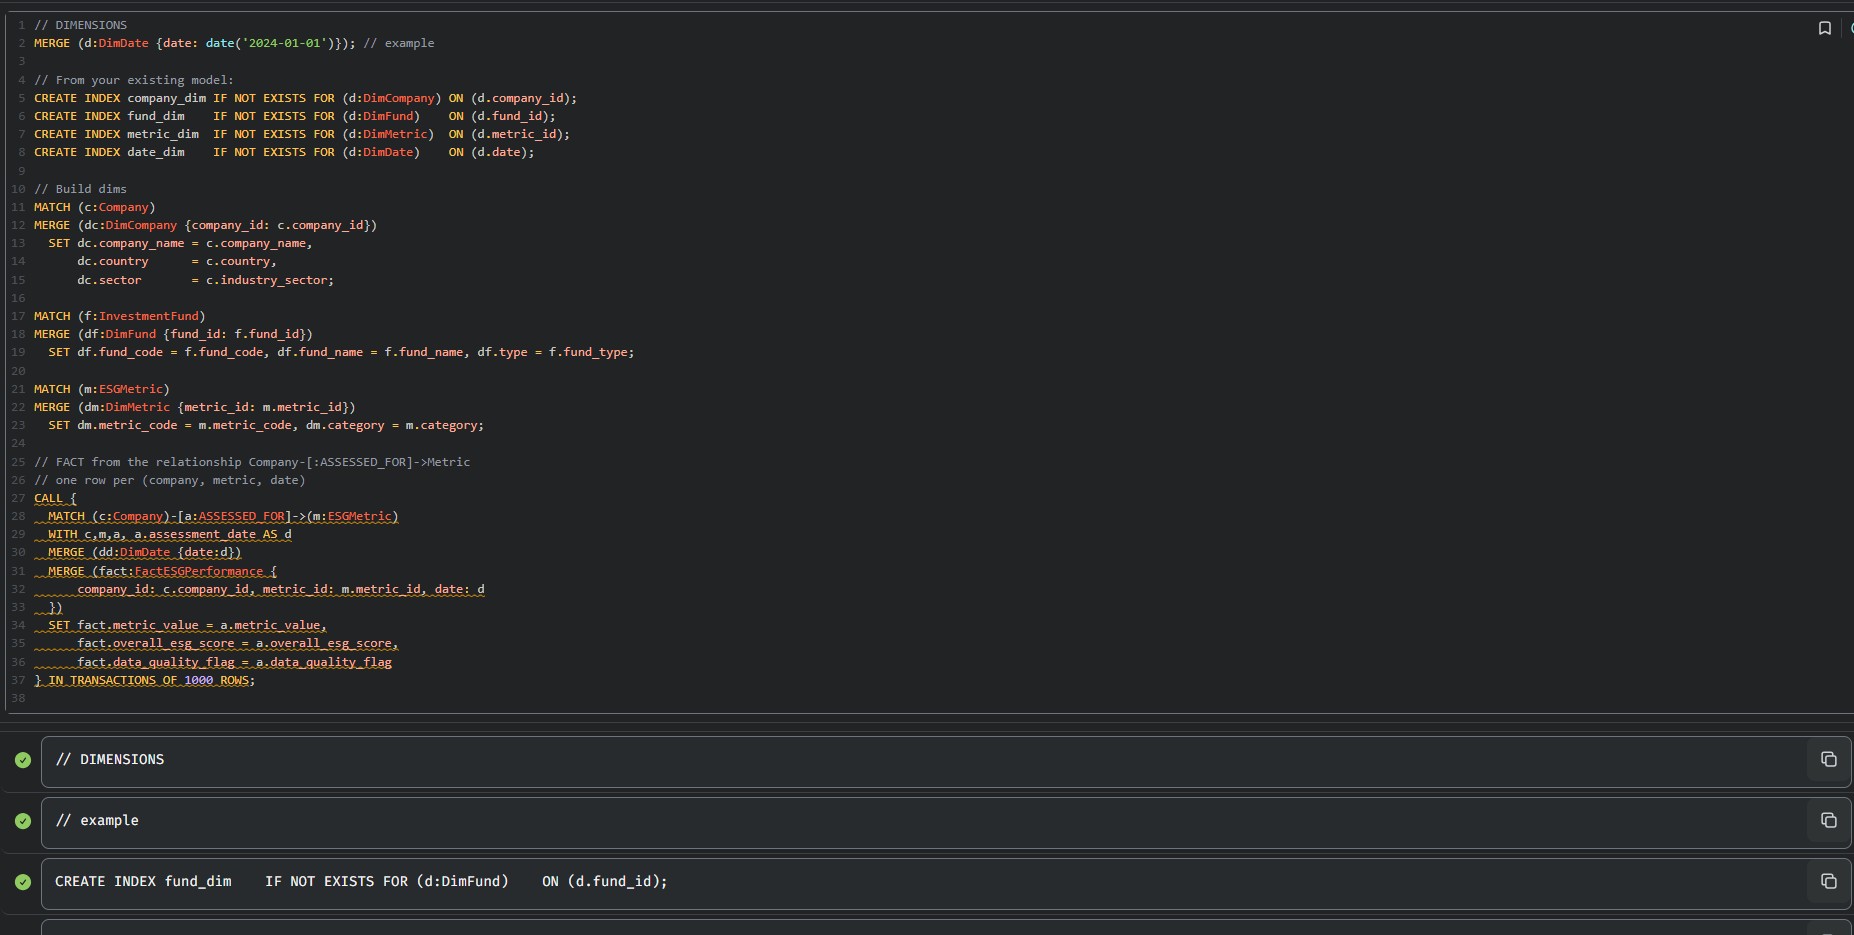 1 // DIMENSIONS
2 MERGE (d:DimDate {date: date('2024-01-01')}); // example
3
4 // From your existing model:
5 CREATE INDEX company_dim IF NOT EXISTS FOR (d:DimCompany) ON (d.company_id);
6 CREATE INDEX fund_dim    IF NOT EXISTS FOR (d:DimFund)    ON (d.fund_id);
7 CREATE INDEX metric_dim  IF NOT EXISTS FOR (d:DimMetric)  ON (d.metric_id);
8 CREATE INDEX date_dim    IF NOT EXISTS FOR (d:DimDate)    ON (d.date);
9
10 // Build dims
11 MATCH (c:Company)
12 MERGE (dc:DimCompany {company_id: c.company_id})
13   SET dc.company_name = c.company_name,
14       dc.country      = c.country,
15       dc.sector       = c.industry_sector;
16
17 MATCH (f:InvestmentFund)
18 MERGE (df:DimFund {fund_id: f.fund_id})
19   SET df.fund_code = f.fund_code, df.fund_name = f.fund_name, df.type = f.fund_type;
20
21 MATCH (m:ESGMetric)
22 MERGE (dm:DimMetric {metric_id: m.metric_id})
23   SET dm.metric_code = m.metric_code, dm.category = m.category;
24
25 // FACT from the relationship Company-[:ASSESSED_FOR]->Metric
26 // one row per (company, metric, date)
27 CALL {
28   MATCH (c:Company)-[a:ASSESSED_FOR]->(m:ESGMetric)
29   WITH c,m,a, a.assessment_date AS d
30   MERGE (dd:DimDate {date:d})
31   MERGE (fact:FactESGPerformance {
32       company_id: c.company_id, metric_id: m.metric_id, date: d
33   })
34   SET fact.metric_value = a.metric_value,
35       fact.overall_esg_score = a.overall_esg_score,
36       fact.data_quality_flag = a.data_quality_flag
37 } IN TRANSACTIONS OF 1000 ROWS;
38
// DIMENSIONS
// example
CREATE INDEX fund_dim    IF NOT EXISTS FOR (d:DimFund)    ON (d.fund_id);